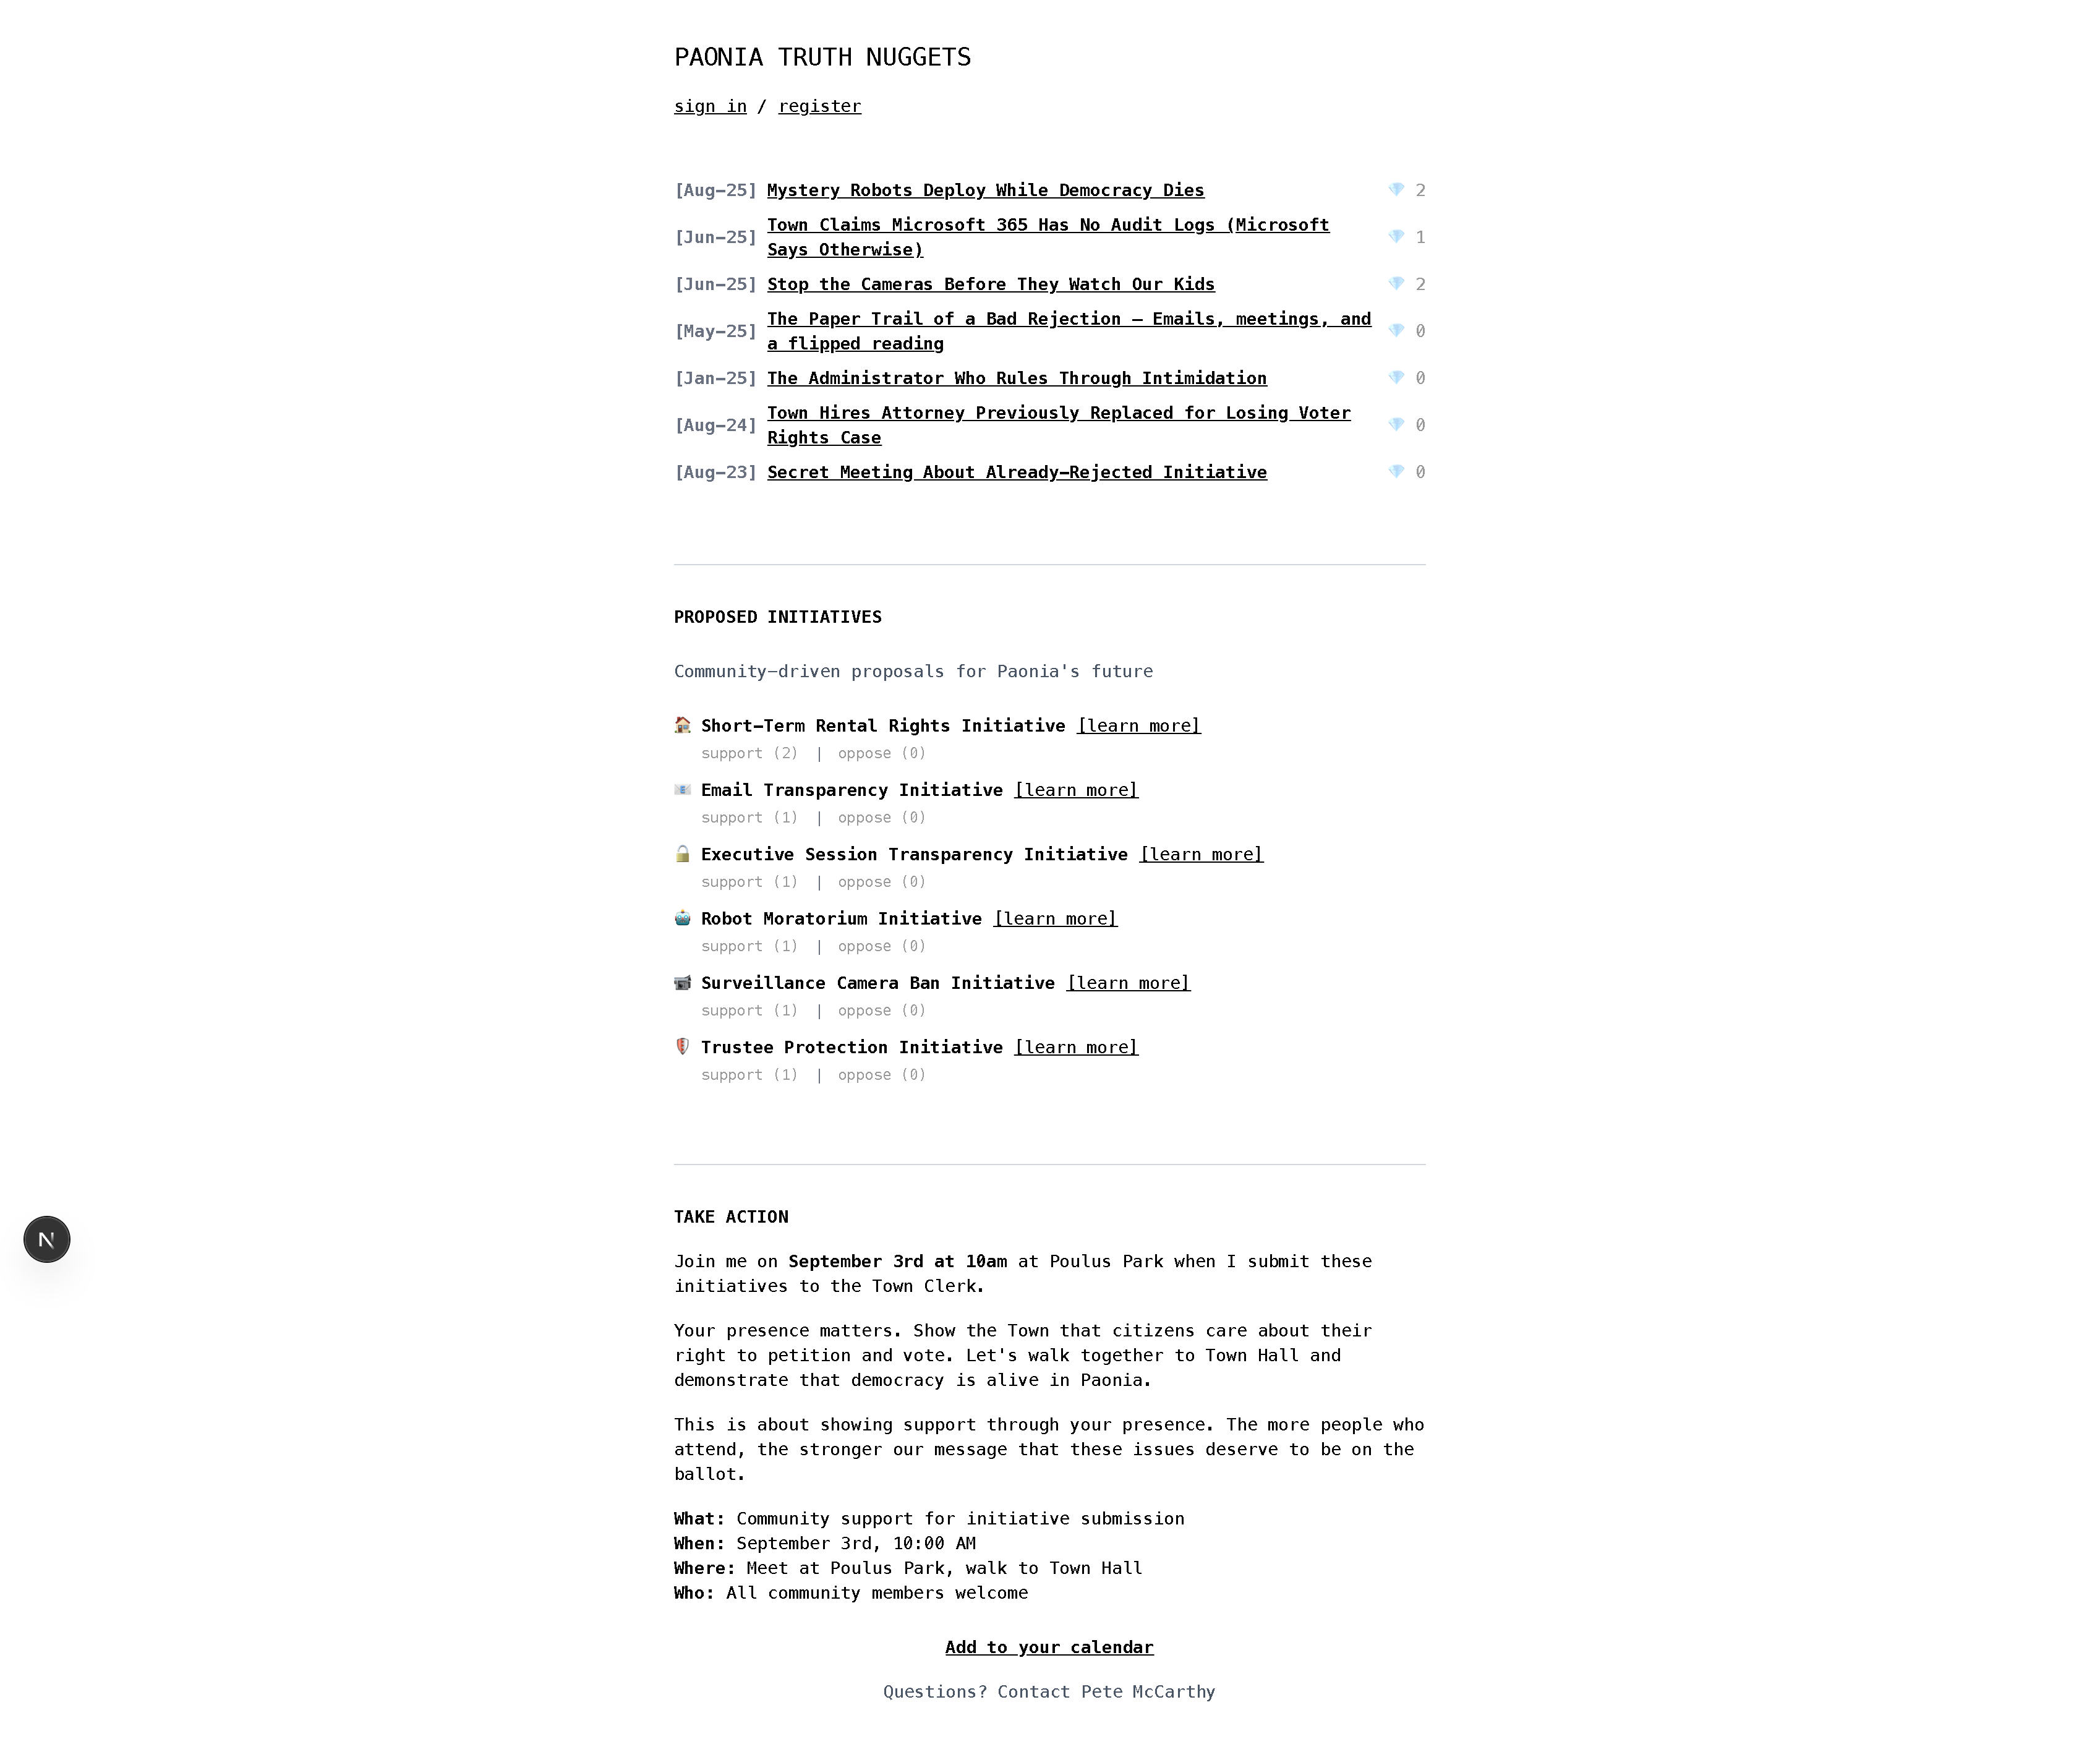 PAONIA TRUTH NUGGETS
sign in / register
[Aug-25] Mystery Robots Deploy While Democracy Dies 💎 2
[Jun-25] Town Claims Microsoft 365 Has No Audit Logs (Microsoft
Says Otherwise) 💎 1
[Jun-25] Stop the Cameras Before They Watch Our Kids 💎 2
[May-25] The Paper Trail of a Bad Rejection – Emails, meetings, and
a flipped reading 💎 0
[Jan-25] The Administrator Who Rules Through Intimidation 💎 0
[Aug-24] Town Hires Attorney Previously Replaced for Losing Voter
Rights Case 💎 0
[Aug-23] Secret Meeting About Already-Rejected Initiative 💎 0
PROPOSED INITIATIVES
Community-driven proposals for Paonia's future
🏠 Short-Term Rental Rights Initiative [learn more]
support (2) | oppose (0)
📧 Email Transparency Initiative [learn more]
support (1) | oppose (0)
🔒 Executive Session Transparency Initiative [learn more]
support (1) | oppose (0)
🤖 Robot Moratorium Initiative [learn more]
support (1) | oppose (0)
📹 Surveillance Camera Ban Initiative [learn more]
support (1) | oppose (0)
🛡️ Trustee Protection Initiative [learn more]
support (1) | oppose (0)
N
TAKE ACTION
Join me on September 3rd at 10am at Poulus Park when I submit these
initiatives to the Town Clerk.
Your presence matters. Show the Town that citizens care about their
right to petition and vote. Let's walk together to Town Hall and
demonstrate that democracy is alive in Paonia.
This is about showing support through your presence. The more people who
attend, the stronger our message that these issues deserve to be on the
ballot.
What: Community support for initiative submission
When: September 3rd, 10:00 AM
Where: Meet at Poulus Park, walk to Town Hall
Who: All community members welcome
Add to your calendar
Questions? Contact Pete McCarthy